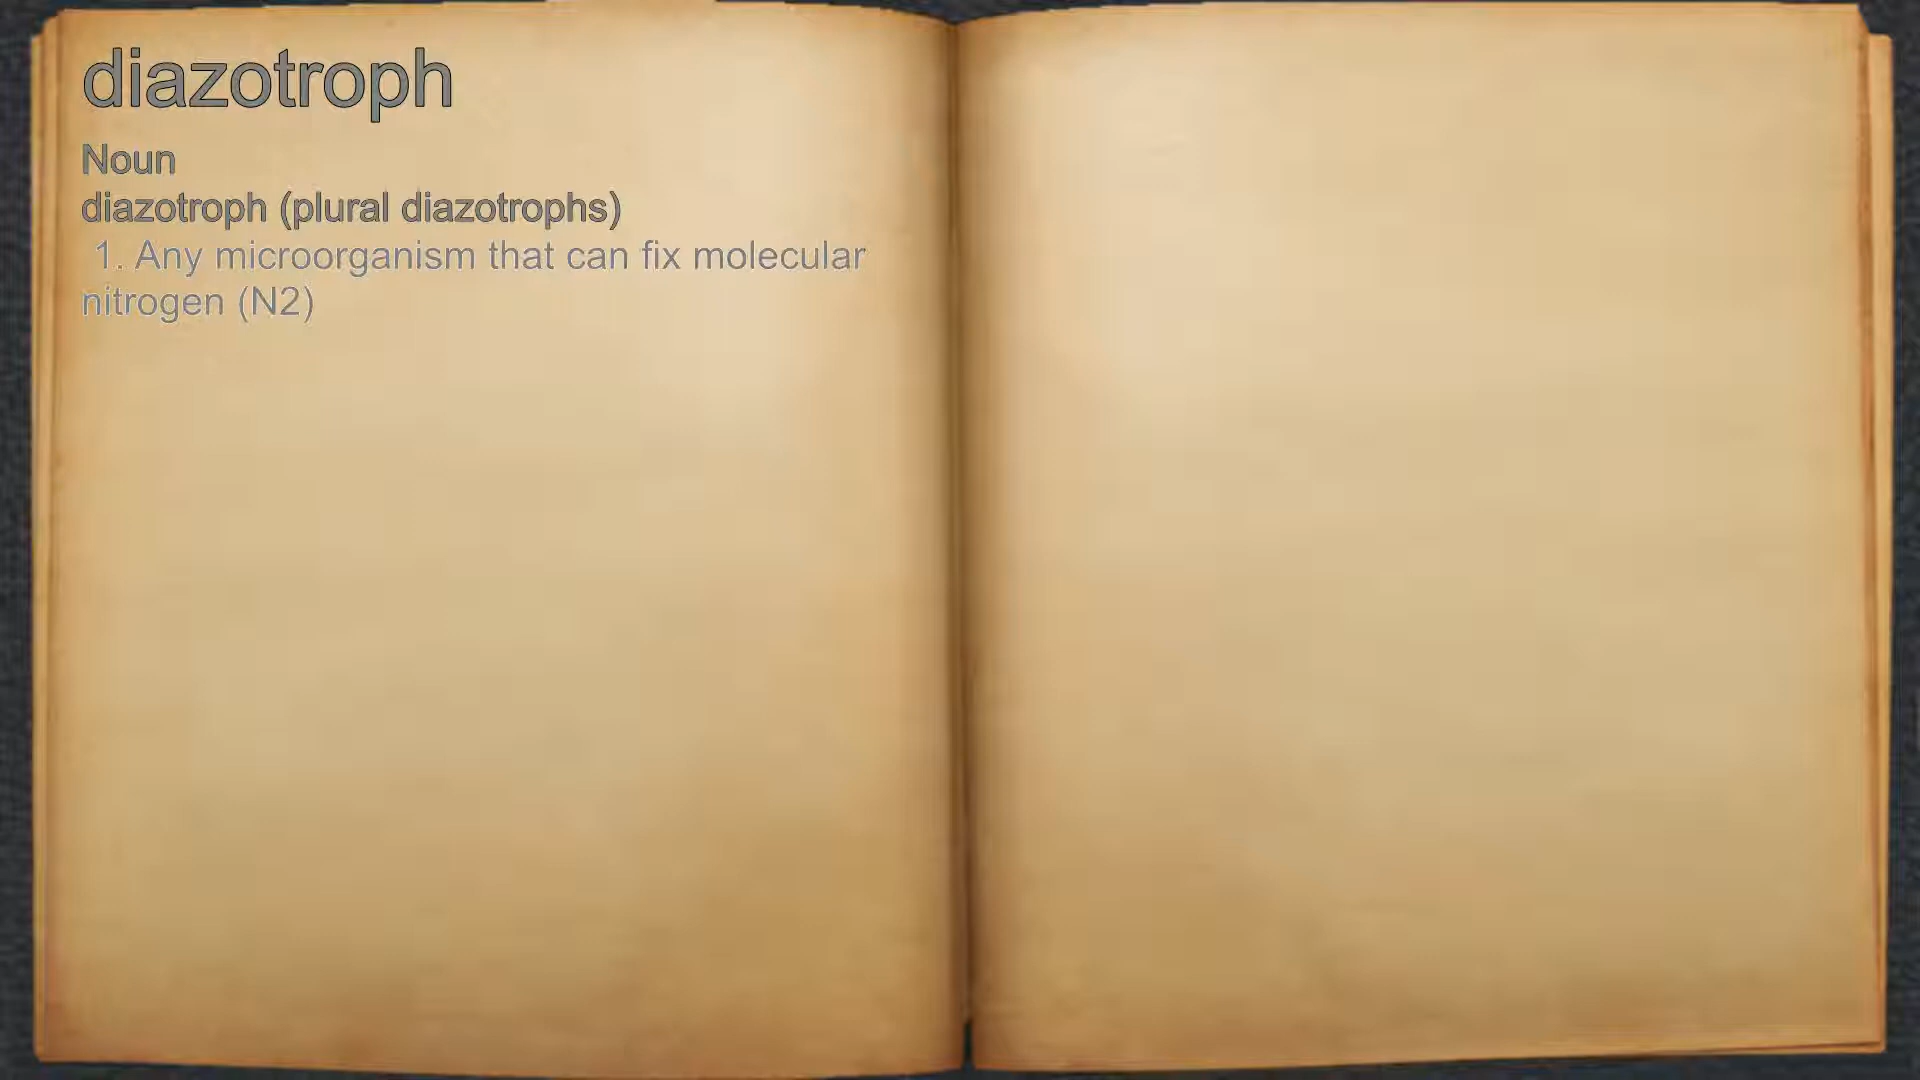 diazotroph
Noun
diazotroph (plural diazotrophs)
1. Any microorganism that can fix molecular
nitrogen (N2)